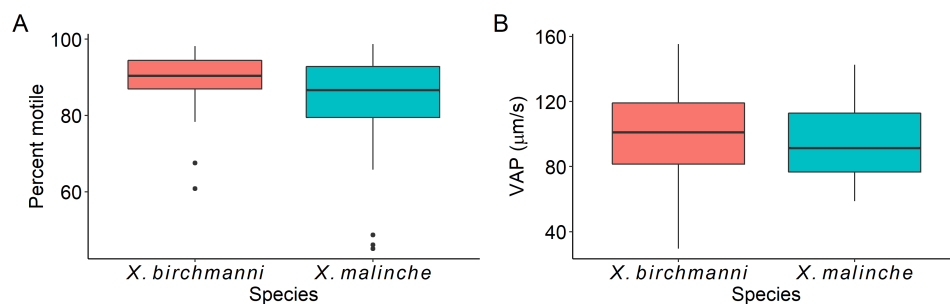 A
Percent motile
100
80
60
X. birchmanni
X. malinche
Species
B
VAP (μm/s)
160
120
80
40
X. birchmanni
X. malinche
Species